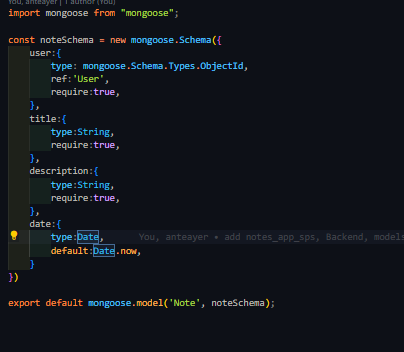 You, anteayer | 1 author (You)
import mongoose from "mongoose";
const noteSchema = new mongoose.Schema({
    user:{
        type: mongoose.Schema.Types.ObjectId,
        ref:'User',
        require:true,
    },
    title:{
        type:String,
        require:true,
    },
    description:{
        type:String,
        require:true,
    },
    date:{
        type:Date,    You, anteayer • add notes_app_sps, Backend, models
        default:Date.now,
    }
})
export default mongoose.model('Note', noteSchema);